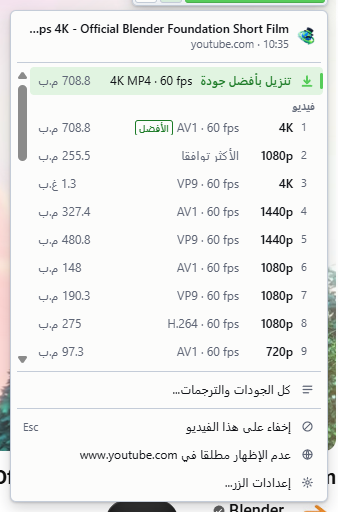 ...ps 4K - Official Blender Foundation Short Film
youtube.com · 10:35
تنزيل بأفضل جودة 4K MP4 · 60 fps 708.8 م.ب
فيديو
1 4K AV1 · 60 fps الأفضل 708.8 م.ب
2 1080p الأكثر توافقا 255.5 م.ب
3 4K VP9 · 60 fps 1.3 غ.ب
4 1440p AV1 · 60 fps 327.4 م.ب
5 1440p VP9 · 60 fps 480.8 م.ب
6 1080p AV1 · 60 fps 148 م.ب
7 1080p VP9 · 60 fps 190.3 م.ب
8 1080p H.264 · 60 fps 275 م.ب
9 720p AV1 · 60 fps 97.3 م.ب
كل الجودات والترجمات...
إخفاء على هذا الفيديو Esc
عدم الإظهار مطلقا في www.youtube.com
إعدادات الزر...
Blender